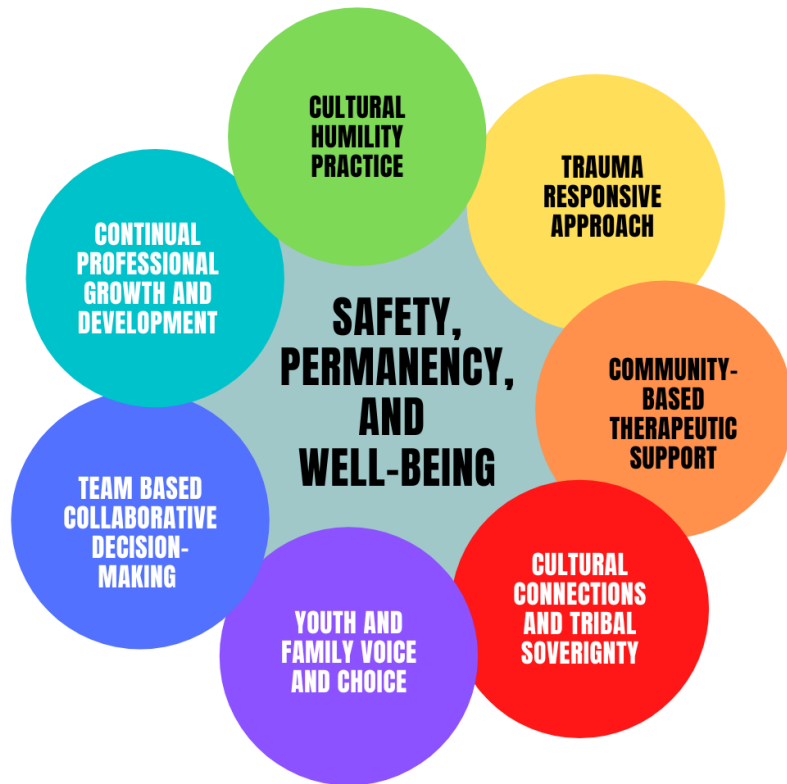 CULTURAL
HUMILITY
PRACTICE
TRAUMA
RESPONSIVE
APPROACH
COMMUNITY-
BASED
THERAPEUTIC
SUPPORT
CULTURAL
CONNECTIONS
AND TRIBAL
SOVERIGNTY
YOUTH AND
FAMILY VOICE
AND CHOICE
TEAM BASED
COLLABORATIVE
DECISION-
MAKING
CONTINUAL
PROFESSIONAL
GROWTH AND
DEVELOPMENT
SAFETY,
PERMANENCY,
AND
WELL-BEING